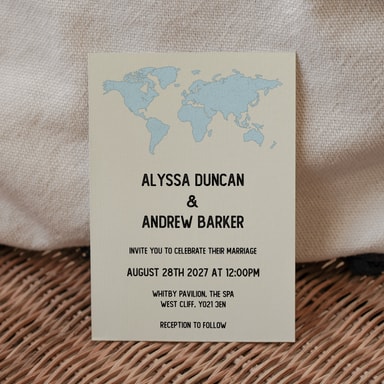 ALYSSA DUNCAN
&
ANDREW BARKER
INVITE YOU TO CELEBRATE THEIR MARRIAGE
AUGUST 28TH 2027 AT 12:00PM
WHITBY PAVILION, THE SPA
WEST CLIFF, YO21 3EN
RECEPTION TO FOLLOW